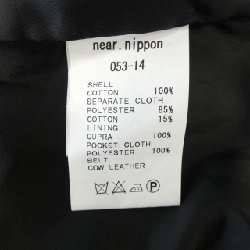 near.nippon
053-14
SHELL
COTTON 100%
SEPARATE CLOTH
POLYESTER 85%
COTTON 15%
LINING
CUPRA 100%
POCKET CLOTH
POLYESTER 100%
BELT
COW LEATHER
P